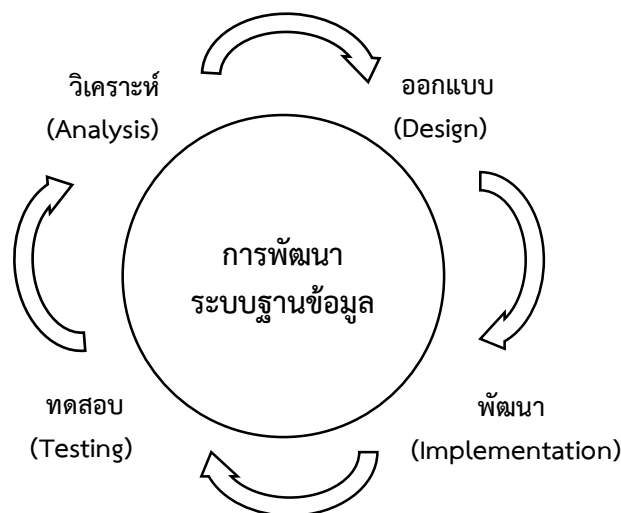 วิเคราะห์
(Analysis)
ออกแบบ
(Design)
การพัฒนา
ระบบฐานข้อมูล
ทดสอบ
(Testing)
พัฒนา
(Implementation)